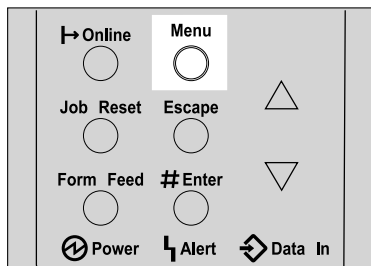 Online Menu
Job Reset Escape
Form Feed # Enter
Power Alert Data In